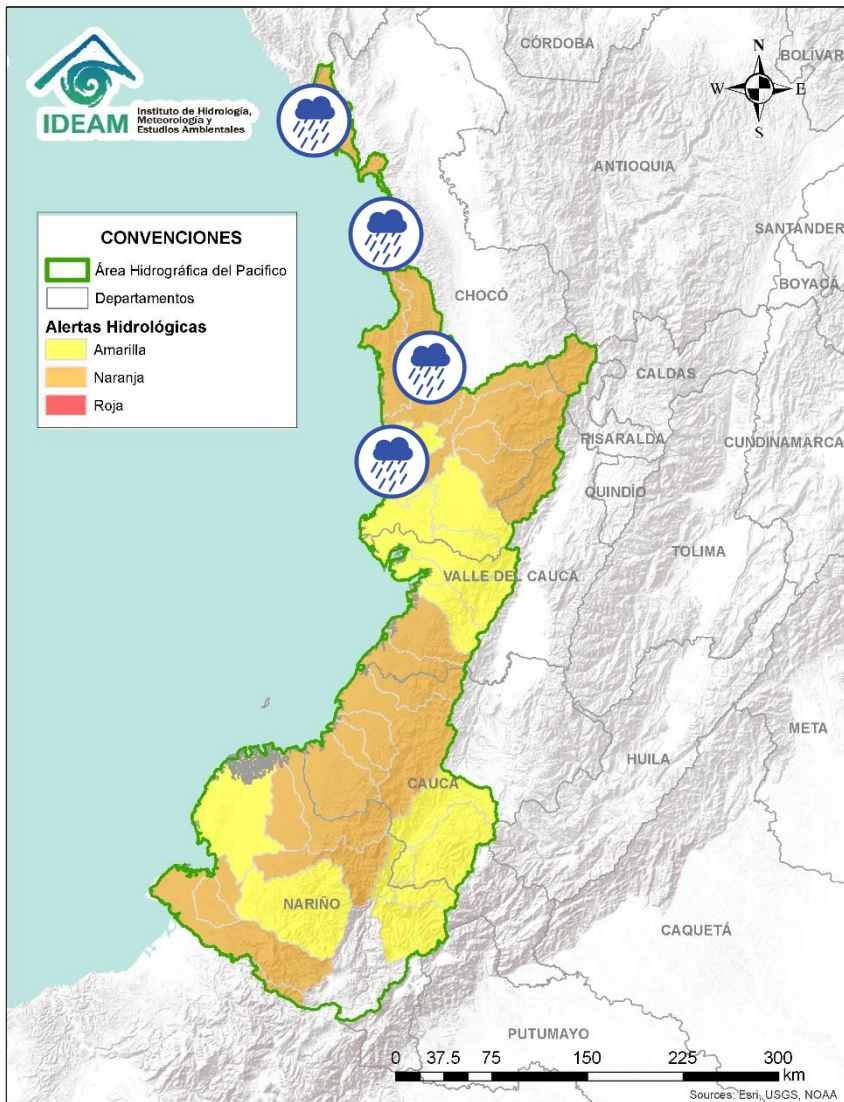 IDEAM
Instituto de Hidrología,
Meteorología y
Estudios Ambientales
CONVENCIONES
Área Hidrográfica del Pacifico
Departamentos
Alertas Hidrológicas
Amarilla
Naranja
Roja
N
W E
S
CÓRDOBA
BOLÍVAR
ANTIOQUIA
SANTANDER
BOYACÁ
CHOCÓ
CALDAS
RISARALDA
CUNDINAMARCA
QUINDÍO
TOLIMA
VALLE DEL CAUCA
META
HUILA
CAUCA
NARIÑO
CAQUETÁ
PUTUMAYO
0 37.5 75 150 225 300
km
Sources: Esri, USGS, NOAA